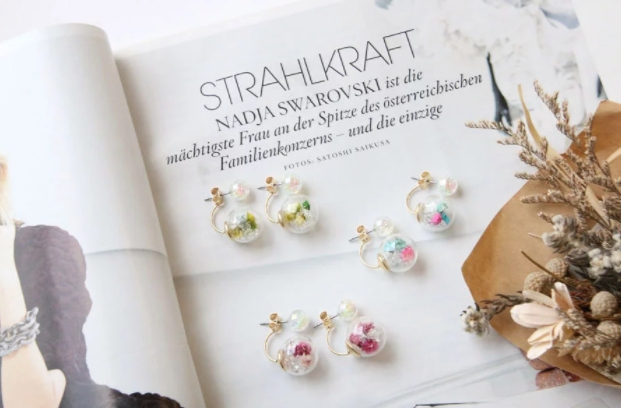 STRAHLKRAFT
NADJA SWAROVSKI ist die
mächtigste Frau an der Spitze des österreichischen
Familienkonzerns – und die einzige
FOTOS, SATOSHI SAIKUSA